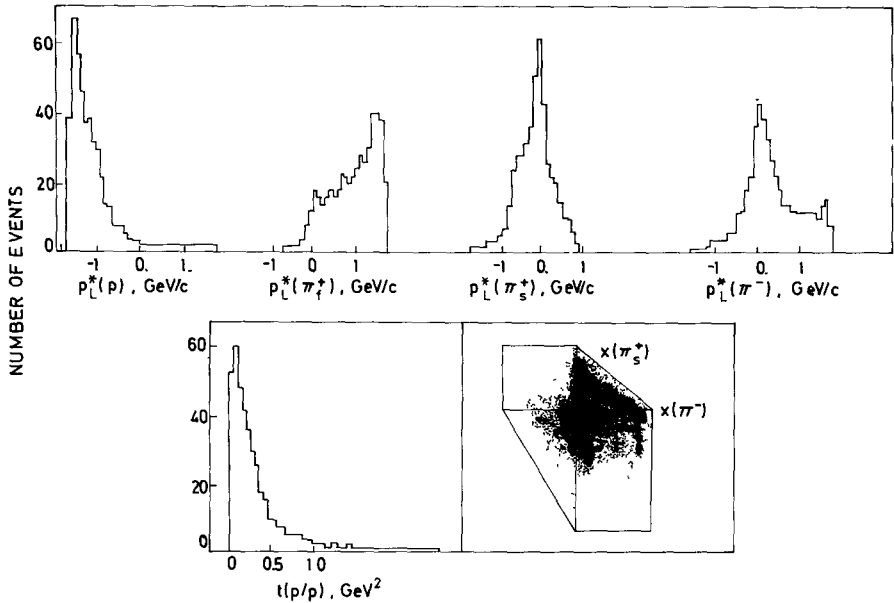 NUMBER OF EVENTS
60
40
20
0
-1 0. 1.
p*L(p), GeV/c
-1 0 1
p*L(π+f), GeV/c
-1 0. 1
p*L(π+s), GeV/c
-1 0. 1
p*L(π−), GeV/c
60
40
20
0
0 0.5 1.0
t(p/p), GeV2
x(π+s)
x(π−)